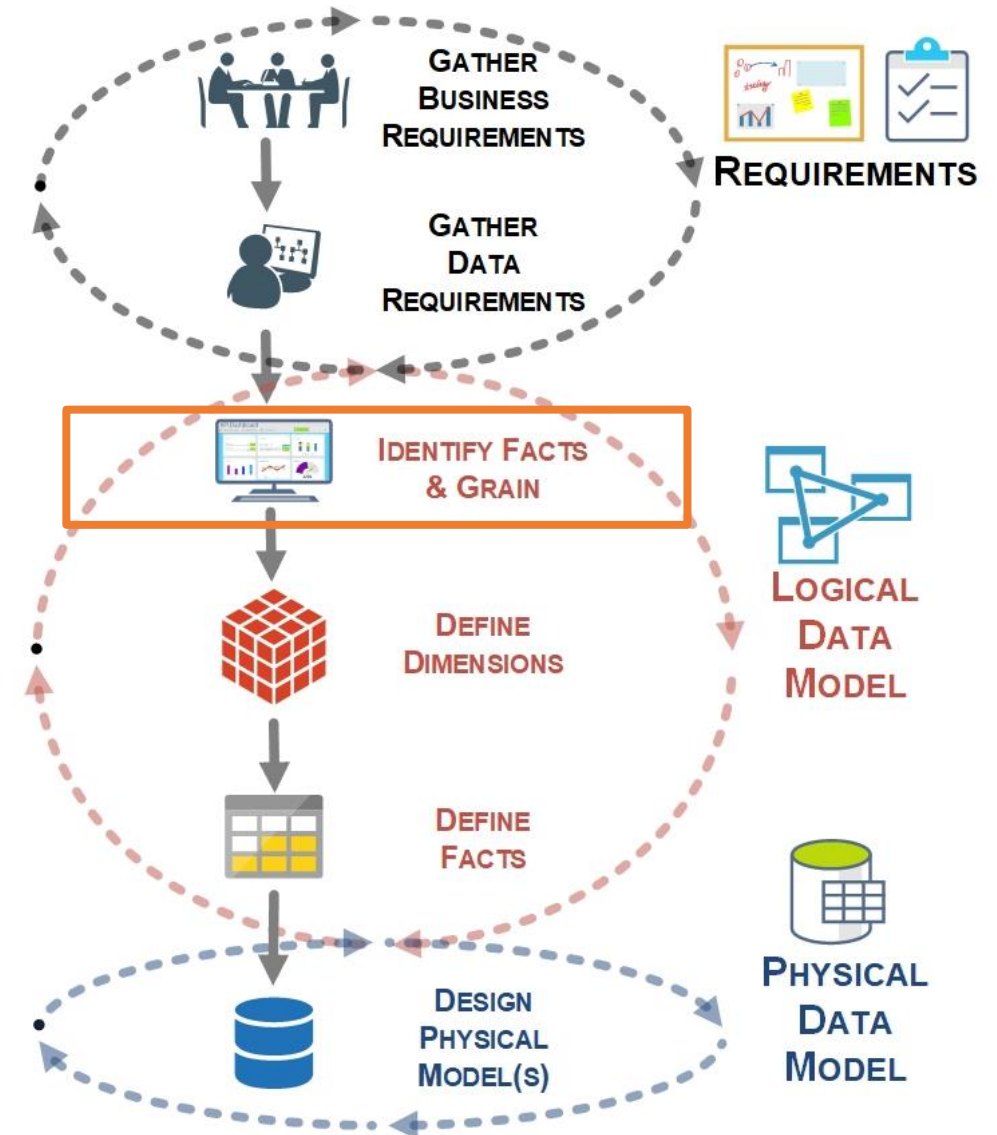 GATHER
BUSINESS
REQUIREMENTS
REQUIREMENTS
GATHER
DATA
REQUIREMENTS
IDENTIFY FACTS
& GRAIN
LOGICAL
DATA
MODEL
DEFINE
DIMENSIONS
DEFINE
FACTS
PHYSICAL
DATA
MODEL
DESIGN
PHYSICAL
MODEL(S)